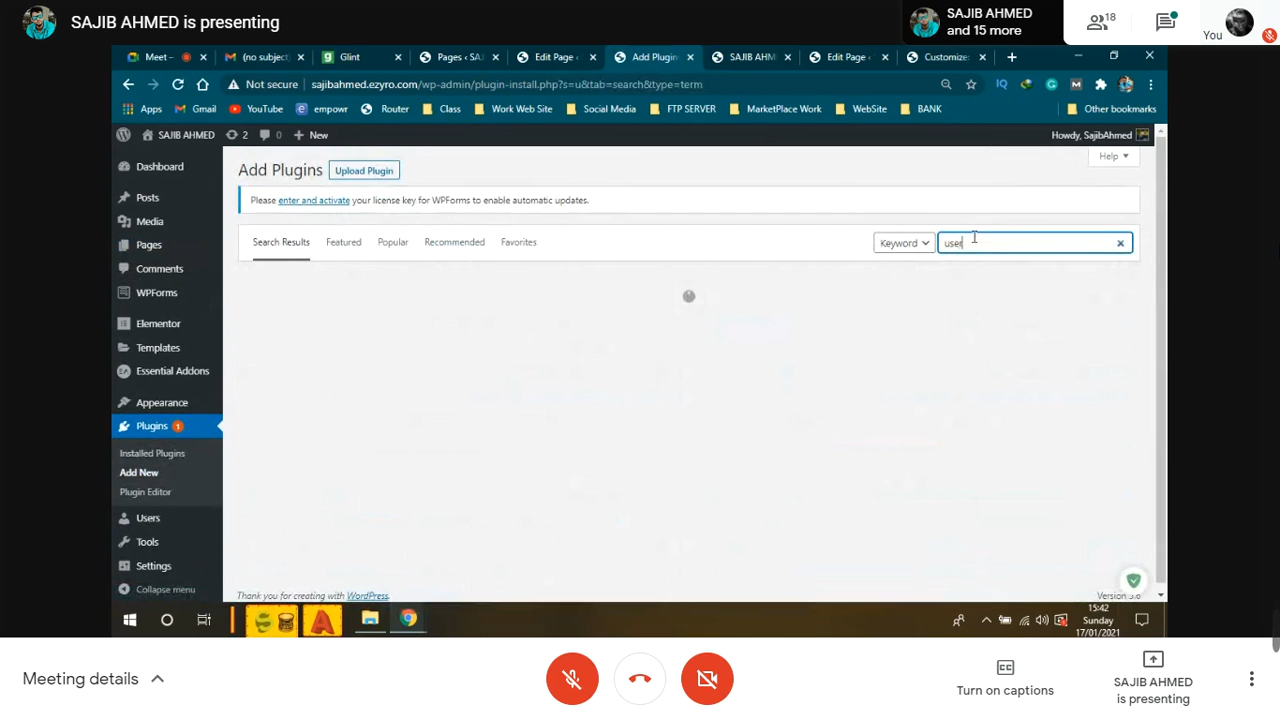 SAJIB AHMED is presenting
SAJIB AHMED
and 15 more
18
You
Meet –
(no subject
Glint
Pages ‹ SA
Edit Page ‹
Add Plugin
SAJIB AHM
Edit Page ‹
Customize:
Not secure
sajibahmed.ezyro.com/wp-admin/plugin-install.php?s=u&tab=search&type=term
Apps
Gmail
YouTube
empowr
Router
Class
Work Web Site
Social Media
FTP SERVER
MarketPlace Work
WebSite
BANK
Other bookmarks
SAJIB AHMED
2
0
New
Howdy, SajibAhmed
Dashboard
Posts
Media
Pages
Comments
WPForms
Elementor
Templates
Essential Addons
Appearance
Plugins 1
Installed Plugins
Add New
Plugin Editor
Users
Tools
Settings
Collapse menu
Add Plugins
Upload Plugin
Help
Please enter and activate your license key for WPForms to enable automatic updates.
Search Results
Featured
Popular
Recommended
Favorites
Keyword
user
Thank you for creating with WordPress.
Version 5.6
15:42
Sunday
17/01/2021
Meeting details
Turn on captions
SAJIB AHMED
is presenting